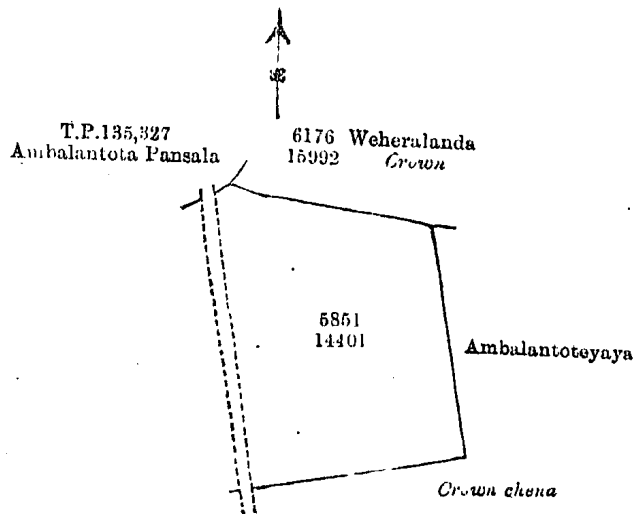 T.P.135,327
Ambalantota Pansala
6176 Weheralanda
15992 Crown
5851
14401
Ambalantoteyaya
Crown chena